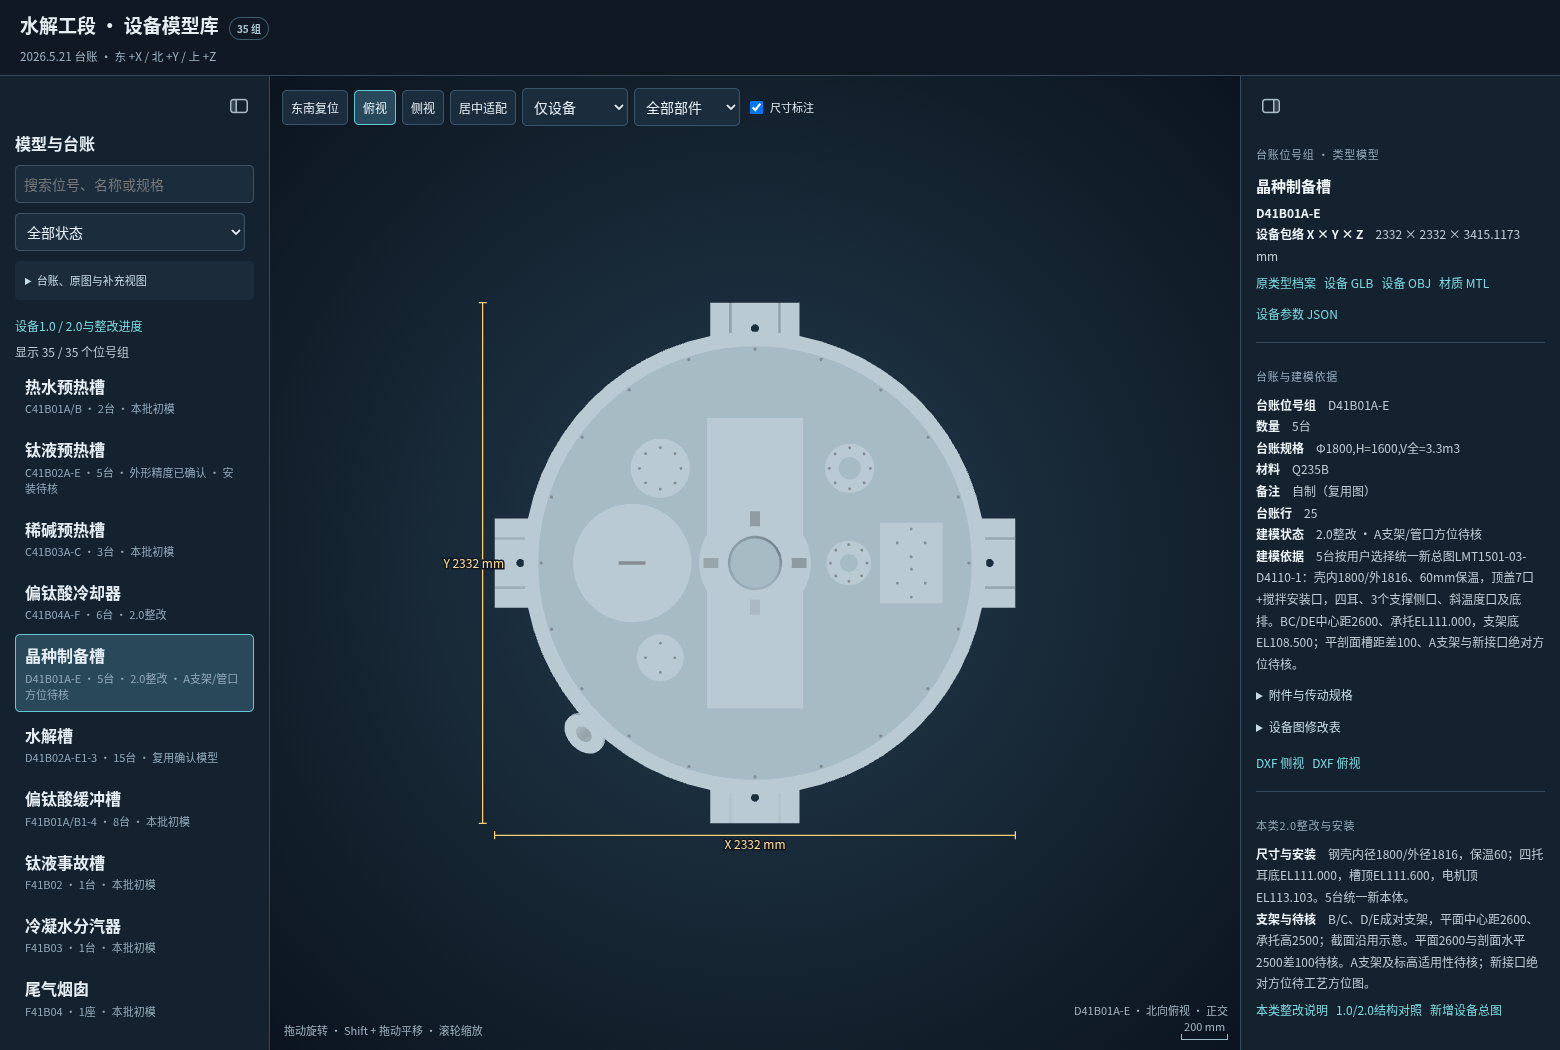 水解工段 · 设备模型库
35 组
2026.5.21 台账 · 东 +X / 北 +Y / 上 +Z
模型与台账
搜索位号、名称或规格
全部状态
▶ 台账、原图与补充视图
设备1.0 / 2.0与整改进度
显示 35 / 35 个位号组
热水预热槽
C41B01A/B · 2台 · 本批初模
钛液预热槽
C41B02A-E · 5台 · 外形精度已确认 · 安
装待核
稀碱预热槽
C41B03A-C · 3台 · 本批初模
偏钛酸冷却器
C41B04A-F · 6台 · 2.0整改
晶种制备槽
D41B01A-E · 5台 · 2.0整改 · A支架/管口
方位待核
水解槽
D41B02A-E1-3 · 15台 · 复用确认模型
偏钛酸缓冲槽
F41B01A/B1-4 · 8台 · 本批初模
钛液事故槽
F41B02 · 1台 · 本批初模
冷凝水分汽器
F41B03 · 1台 · 本批初模
尾气烟囱
F41B04 · 1座 · 本批初模
东南复位
俯视
侧视
居中适配
仅设备
全部部件
尺寸标注
Y 2332 mm
X 2332 mm
拖动旋转 · Shift + 拖动平移 · 滚轮缩放
D41B01A-E · 北向俯视 · 正交
200 mm
台账位号组 · 类型模型
晶种制备槽
D41B01A-E
设备包络 X × Y × Z 2332 × 2332 × 3415.1173
mm
原类型档案 设备 GLB 设备 OBJ 材质 MTL
设备参数 JSON
台账与建模依据
台账位号组 D41B01A-E
数量 5台
台账规格 Φ1800,H=1600,V全=3.3m3
材料 Q235B
备注 自制（复用图）
台账行 25
建模状态 2.0整改 · A支架/管口方位待核
建模依据 5台按用户选择统一新总图LMT1501-03-
D4110-1：壳内1800/外1816、60mm保温，顶盖7口
+搅拌安装口，四耳、3个支撑侧口、斜温度口及底
排。BC/DE中心距2600、承托EL111.000，支架底
EL108.500；平剖面槽距差100、A支架与新接口绝对方
位待核。
▶ 附件与传动规格
▶ 设备图修改表
DXF 侧视 DXF 俯视
本类2.0整改与安装
尺寸与安装 钢壳内径1800/外径1816，保温60；四托
耳底EL111.000，槽顶EL111.600，电机顶
EL113.103。5台统一新本体。
支架与待核 B/C、D/E成对支架，平面中心距2600、
承托高2500；截面沿用示意。平面2600与剖面水平
2500差100待核。A支架及标高适用性待核；新接口绝
对方位待工艺方位图。
本类整改说明 1.0/2.0结构对照 新增设备总图